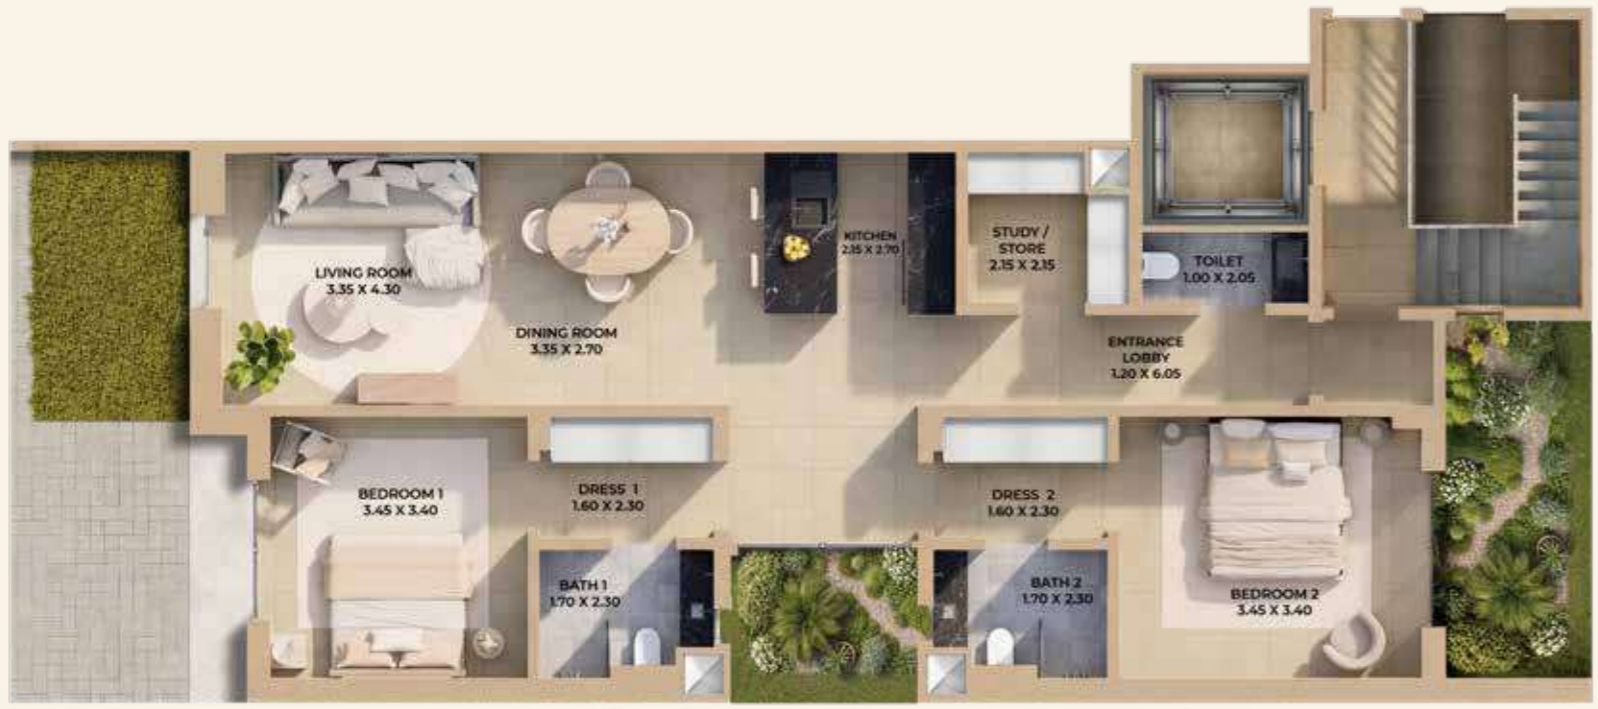 LIVING ROOM
3.35 X 4.30
DINING ROOM
3.35 X 2.70
KITCHEN
2.15 X 2.70
STUDY /
STORE
2.15 X 2.15
TOILET
1.00 X 2.05
ENTRANCE
LOBBY
1.20 X 6.05
BEDROOM 1
3.45 X 3.40
DRESS 1
1.60 X 2.30
BATH 1
1.70 X 2.30
DRESS 2
1.60 X 2.30
BATH 2
1.70 X 2.30
BEDROOM 2
3.45 X 3.40